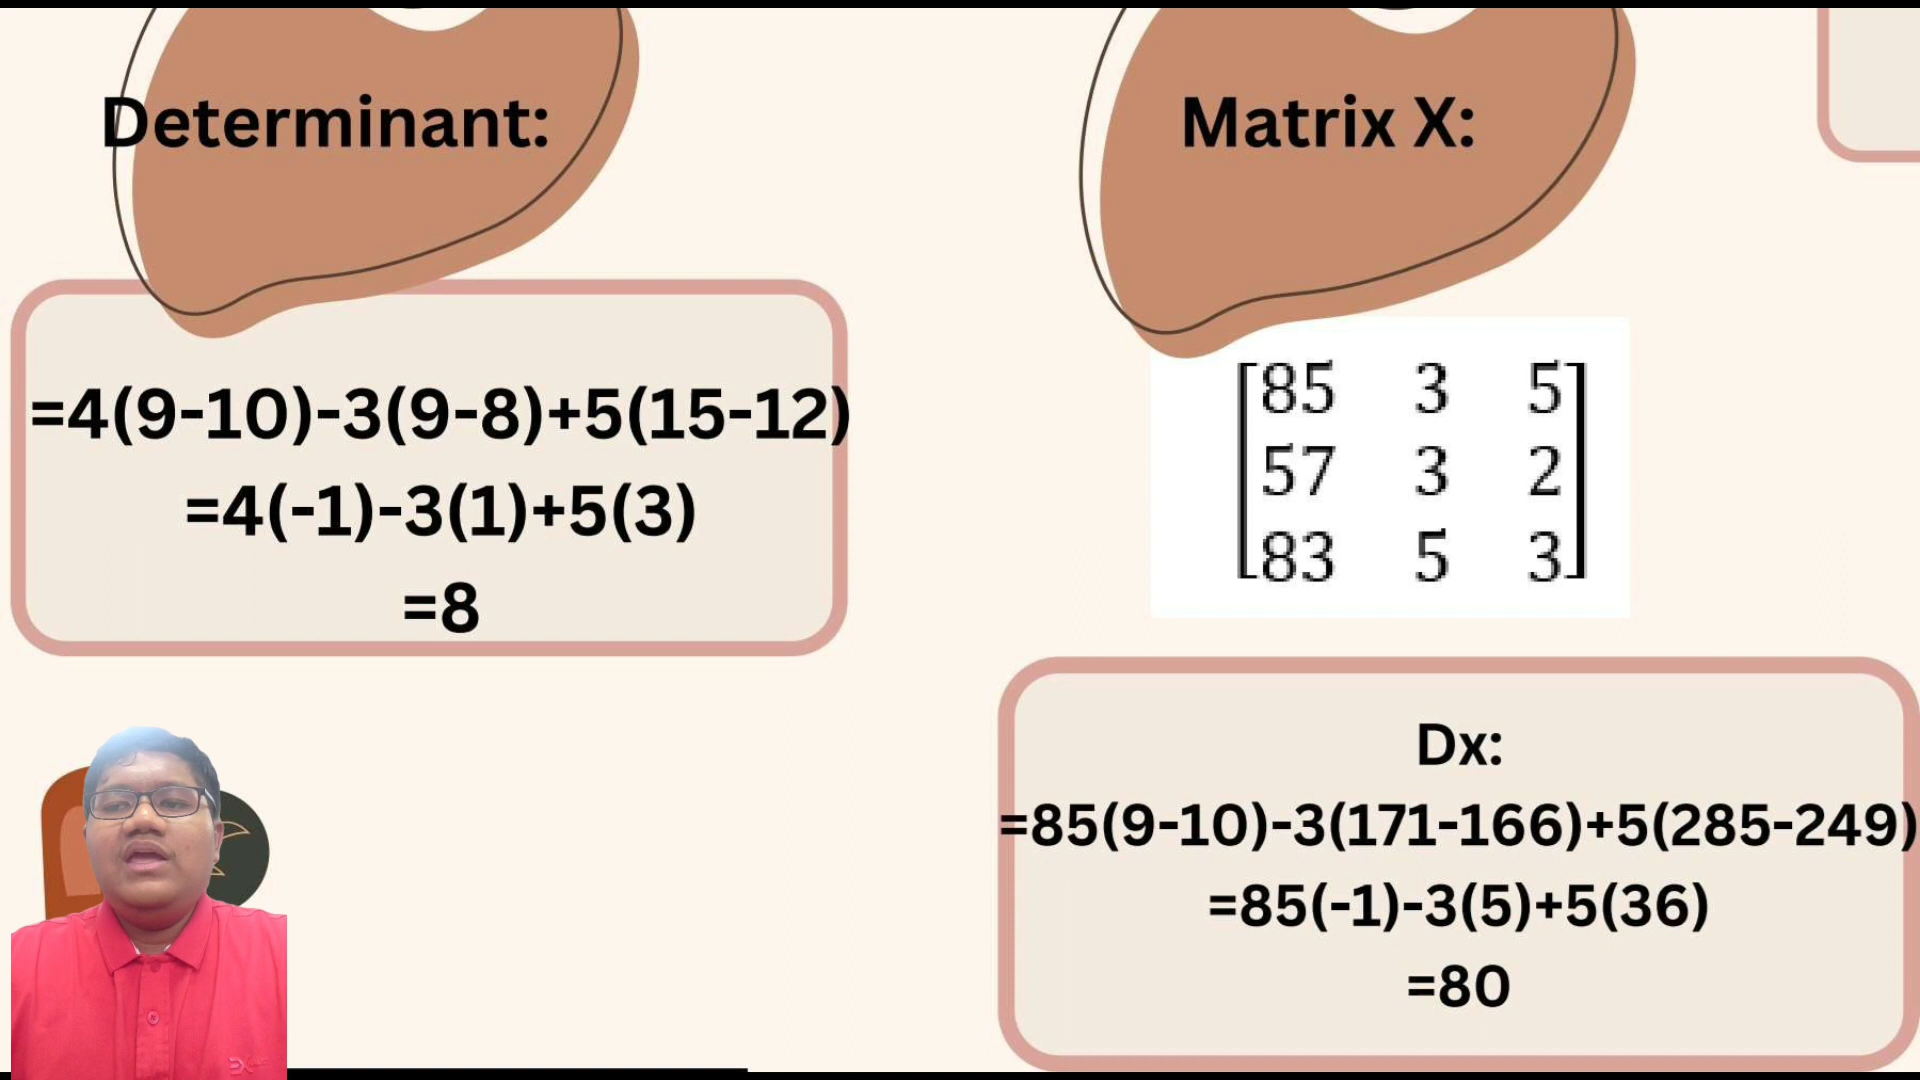 Determinant:
=4(9-10)-3(9-8)+5(15-12)
=4(-1)-3(1)+5(3)
=8
Matrix X:
85 3 5
57 3 2
83 5 3
Dx:
=85(9-10)-3(171-166)+5(285-249)
=85(-1)-3(5)+5(36)
=80